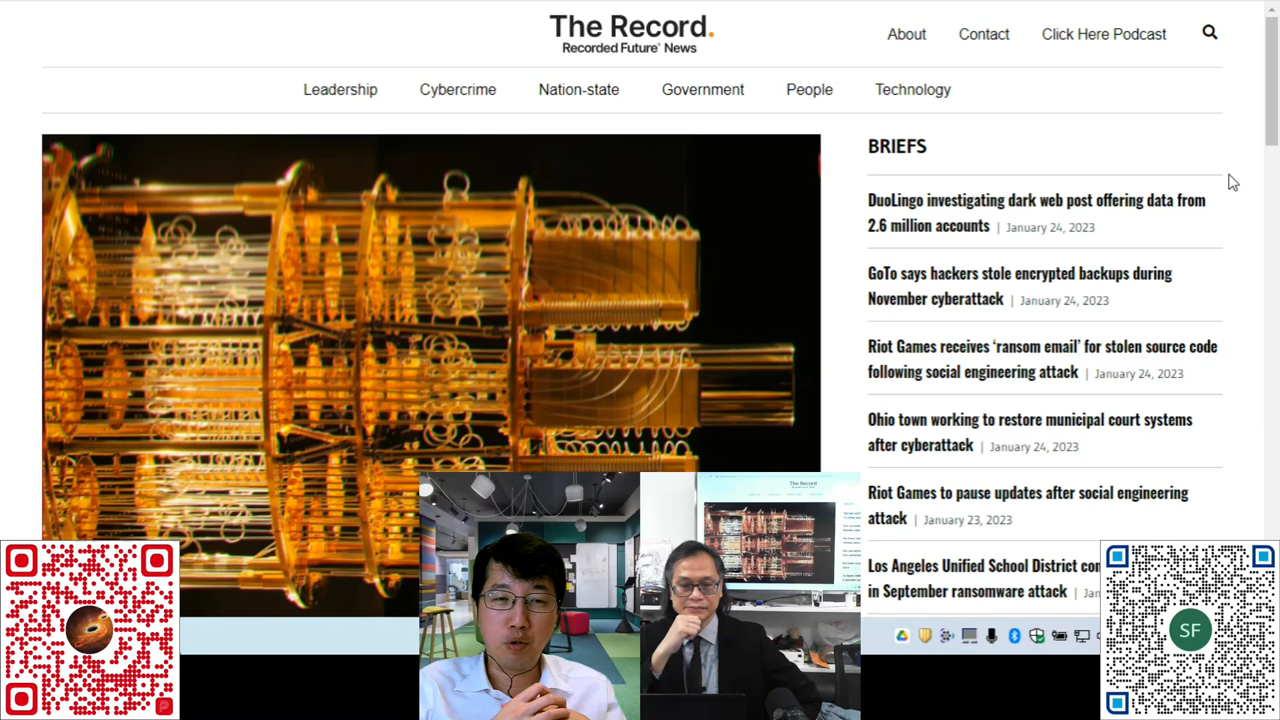 The Record.
Recorded Future® News
About Contact Click Here Podcast
Leadership Cybercrime Nation-state Government People Technology
BRIEFS
DuoLingo investigating dark web post offering data from
2.6 million accounts | January 24, 2023
GoTo says hackers stole encrypted backups during
November cyberattack | January 24, 2023
Riot Games receives ‘ransom email’ for stolen source code
following social engineering attack | January 24, 2023
Ohio town working to restore municipal court systems
after cyberattack | January 24, 2023
Riot Games to pause updates after social engineering
attack | January 23, 2023
Los Angeles Unified School District
in September ransomware attack |
The Record
SF